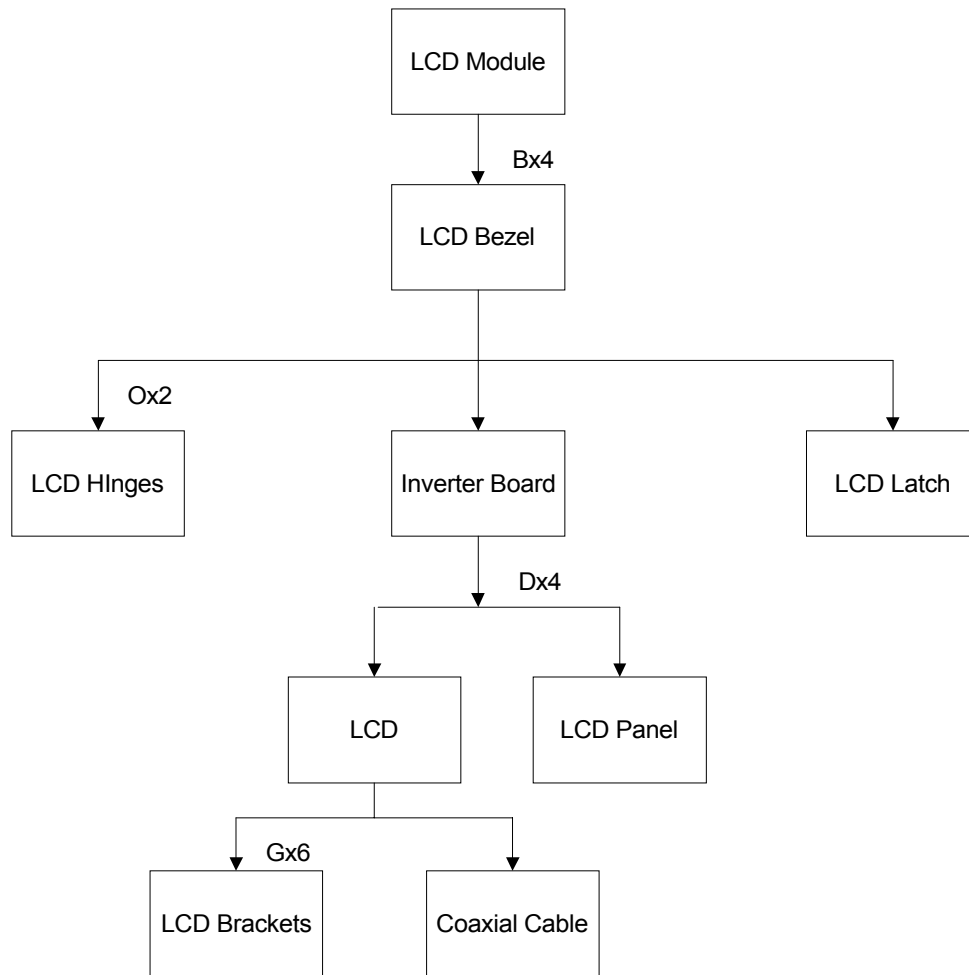 LCD Module
Bx4
LCD Bezel
Ox2
LCD HInges
Inverter Board
LCD Latch
Dx4
LCD
LCD Panel
Gx6
LCD Brackets
Coaxial Cable